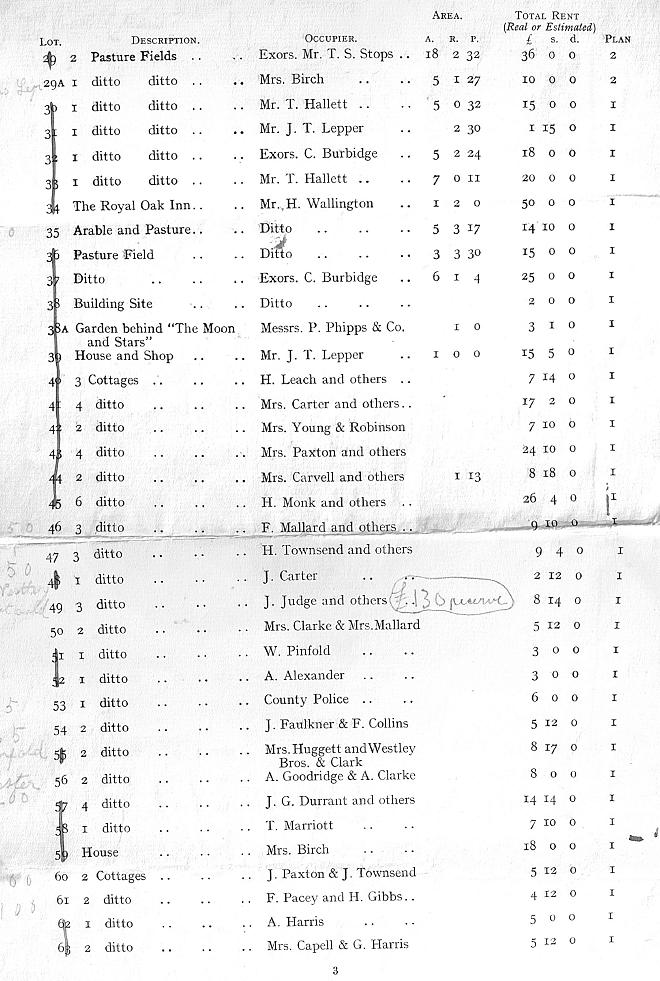 AREA. TOTAL RENT
(Real or Estimated)
LOT. DESCRIPTION. OCCUPIER. A. R. P. £ s. d. PLAN
29 2 Pasture Fields .. .. Exors. Mr. T. S. Stops .. 18 2 32 36 0 0 2
29A 1 ditto ditto .. .. Mrs. Birch .. .. 5 1 27 10 0 0 2
30 1 ditto ditto .. .. Mr. T. Hallett .. 5 0 32 15 0 0 1
31 1 ditto ditto .. .. Mr. J. T. Lepper .. 2 30 1 15 0 1
32 1 ditto ditto .. .. Exors. C. Burbidge .. 5 2 24 18 0 0 1
33 1 ditto ditto .. .. Mr. T. Hallett .. .. 7 0 11 20 0 0 1
34 The Royal Oak Inn.. .. Mr. H. Wallington .. 1 2 0 50 0 0 1
35 Arable and Pasture.. .. Ditto .. .. .. 5 3 17 14 10 0 1
36 Pasture Field .. .. Ditto .. .. .. 3 3 30 15 0 0 1
37 Ditto .. .. .. Exors. C. Burbidge .. 6 1 4 25 0 0 1
38 Building Site .. .. Ditto .. .. .. 2 0 0 1
38A Garden behind "The Moon Messrs. P. Phipps & Co. 1 0 3 1 0 1
and Stars"
39 House and Shop .. .. Mr. J. T. Lepper .. 1 0 0 15 5 0 1
40 3 Cottages .. .. .. H. Leach and others .. 7 14 0 1
41 4 ditto .. .. .. Mrs. Carter and others.. 17 2 0 1
42 2 ditto .. .. .. Mrs. Young & Robinson 7 10 0 1
43 4 ditto .. .. .. Mrs. Paxton and others 24 10 0 1
44 2 ditto .. .. .. Mrs. Carvell and others 1 13 8 18 0 1
45 6 ditto .. .. .. H. Monk and others .. 26 4 0 1
46 3 ditto .. .. .. F. Mallard and others .. 9 10 0 1
47 3 ditto .. .. .. H. Townsend and others 9 4 0 1
48 1 ditto .. .. .. J. Carter .. .. 2 12 0 1
49 3 ditto .. .. .. J. Judge and others £130 reserve 8 14 0 1
50 2 ditto .. .. .. Mrs. Clarke & Mrs. Mallard 5 12 0 1
51 1 ditto .. .. .. W. Pinfold .. .. 3 0 0 1
52 1 ditto .. .. .. A. Alexander .. .. 3 0 0 1
53 1 ditto .. .. .. County Police .. .. 6 0 0 1
54 2 ditto .. .. .. J. Faulkner & F. Collins 5 12 0 1
55 2 ditto .. .. .. Mrs. Huggett and Westley 8 17 0 1
Bros. & Clark
56 2 ditto .. .. .. A. Goodridge & A. Clarke 8 0 0 1
57 4 ditto .. .. .. J. G. Durrant and others 14 14 0 1
58 1 ditto .. .. .. T. Marriott .. .. 7 10 0 1
59 House .. .. .. Mrs. Birch .. .. 18 0 0 1
60 2 Cottages .. .. .. J. Paxton & J. Townsend 5 12 0 1
61 2 ditto .. .. .. F. Pacey and H. Gibbs.. 4 12 0 1
62 1 ditto .. .. .. A. Harris .. .. 5 0 0 1
63 2 ditto .. .. .. Mrs. Capell & G. Harris 5 12 0 1
3